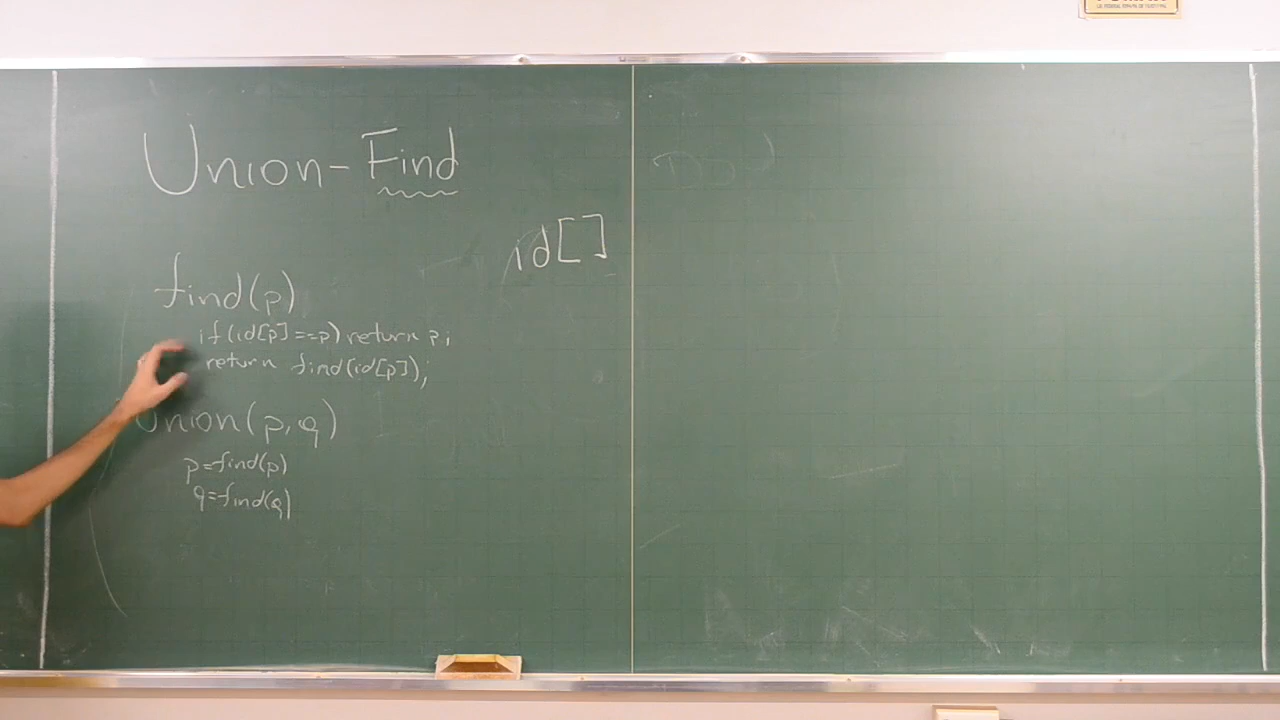 Union-Find
id[]
find(p)
if(id[p]==p) return p;
return find(id[p]);
Union(p,q)
p=find(p)
q=find(q)